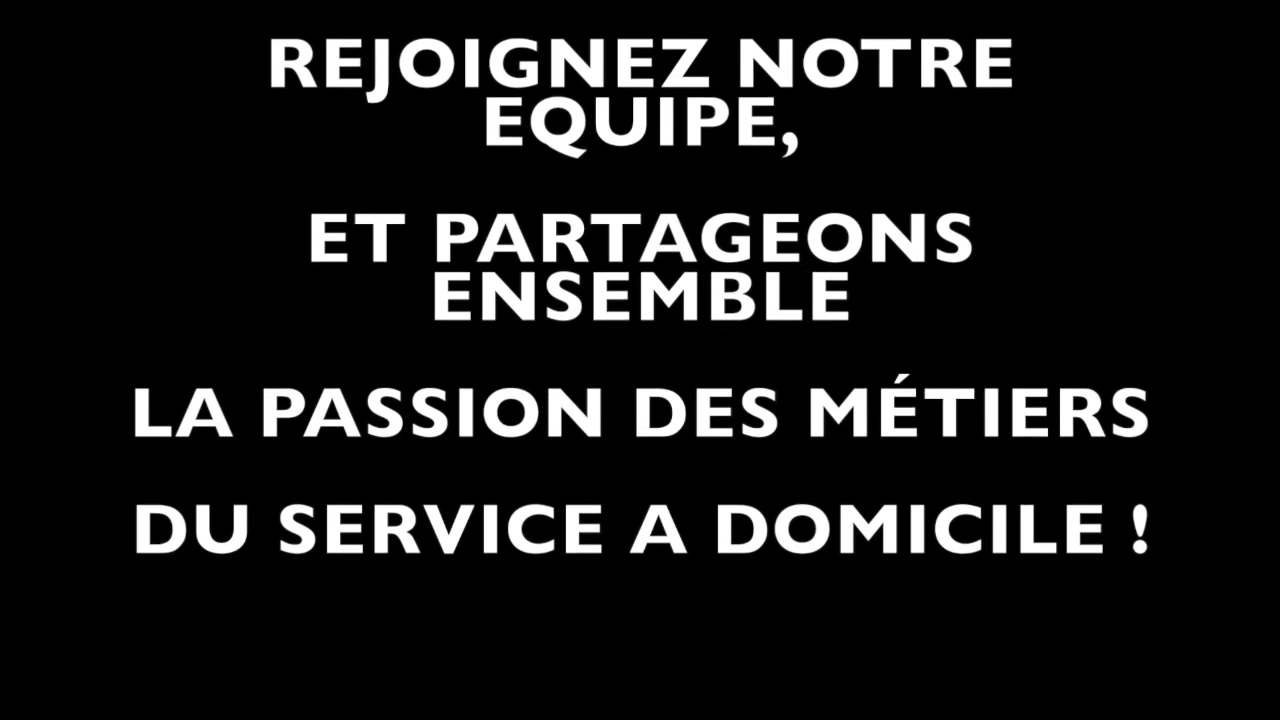 REJOIGNEZ NOTRE
EQUIPE,
ET PARTAGEONS
ENSEMBLE
LA PASSION DES MÉTIERS
DU SERVICE A DOMICILE !